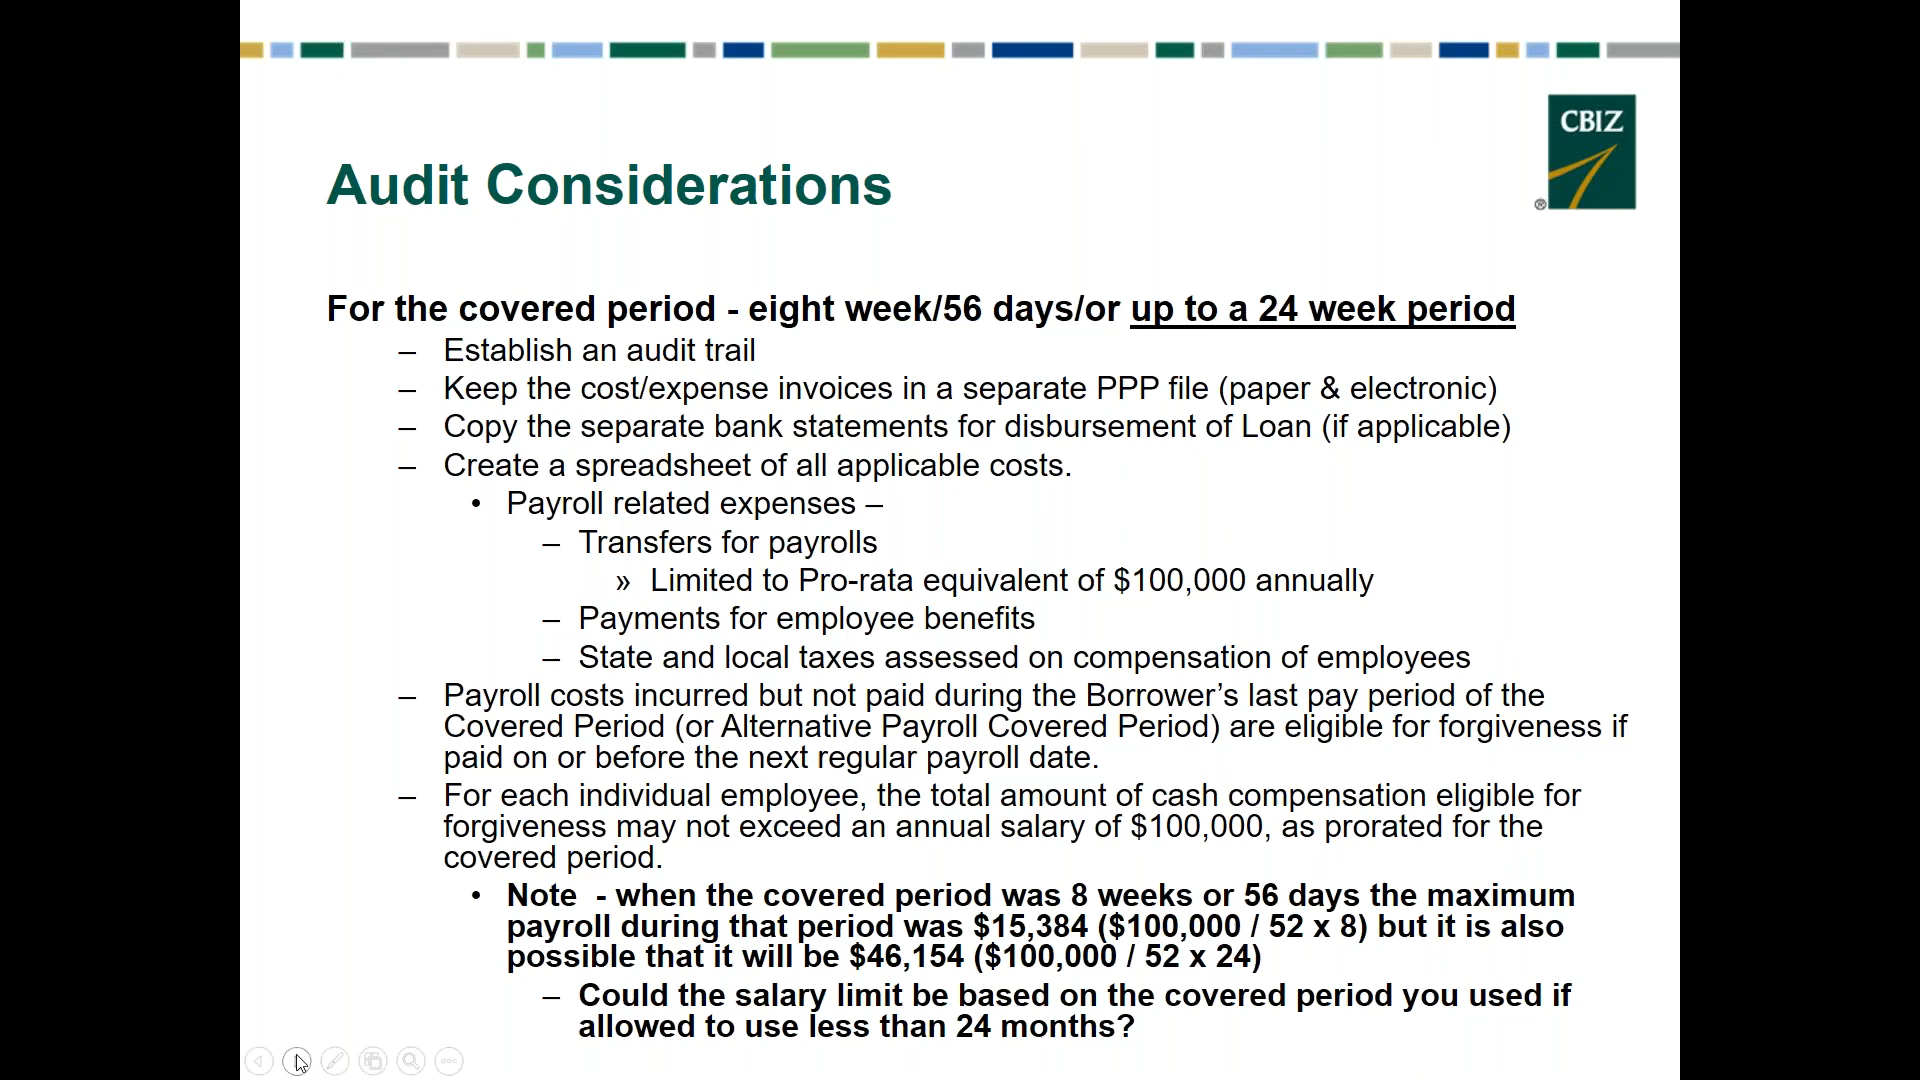 CBIZ
®
Audit Considerations
For the covered period - eight week/56 days/or up to a 24 week period
– Establish an audit trail
– Keep the cost/expense invoices in a separate PPP file (paper & electronic)
– Copy the separate bank statements for disbursement of Loan (if applicable)
– Create a spreadsheet of all applicable costs.
• Payroll related expenses –
– Transfers for payrolls
» Limited to Pro-rata equivalent of $100,000 annually
– Payments for employee benefits
– State and local taxes assessed on compensation of employees
– Payroll costs incurred but not paid during the Borrower’s last pay period of the
Covered Period (or Alternative Payroll Covered Period) are eligible for forgiveness if
paid on or before the next regular payroll date.
– For each individual employee, the total amount of cash compensation eligible for
forgiveness may not exceed an annual salary of $100,000, as prorated for the
covered period.
• Note  - when the covered period was 8 weeks or 56 days the maximum
payroll during that period was $15,384 ($100,000 / 52 x 8) but it is also
possible that it will be $46,154 ($100,000 / 52 x 24)
– Could the salary limit be based on the covered period you used if
allowed to use less than 24 months?